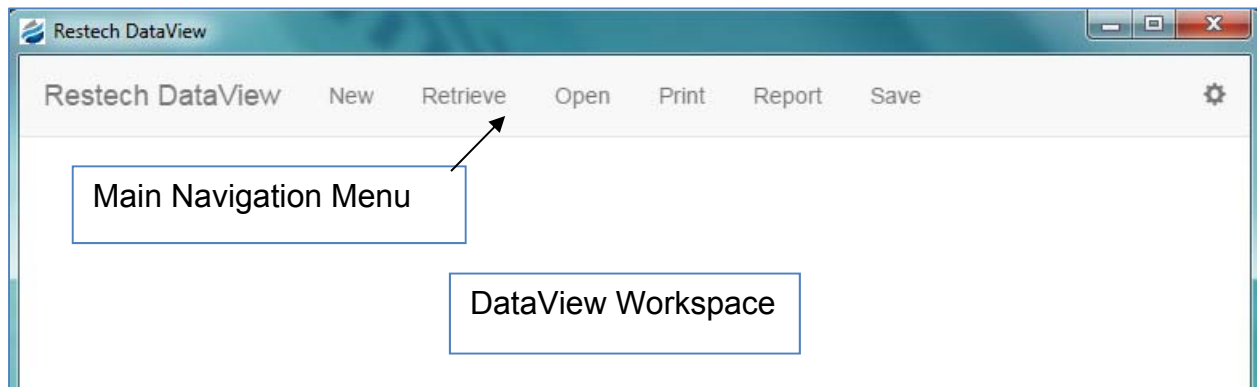 Restech DataView
Restech DataView New Retrieve Open Print Report Save
Main Navigation Menu
DataView Workspace